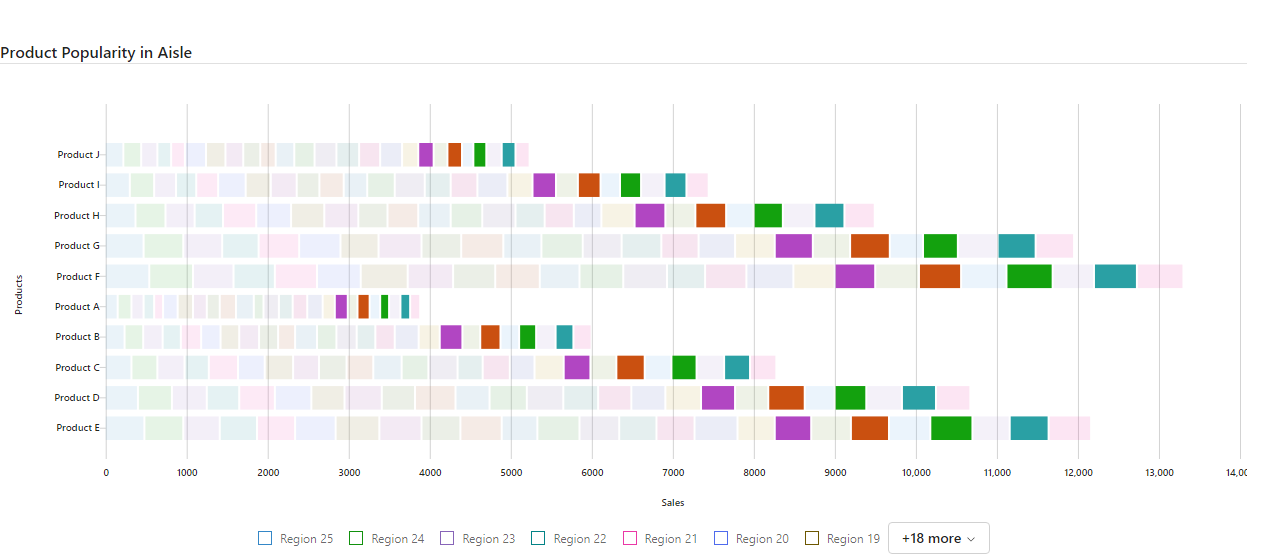 Product Popularity in Aisle
Products
Product J
Product I
Product H
Product G
Product F
Product A
Product B
Product C
Product D
Product E
0 1000 2000 3000 4000 5000 6000 7000 8000 9000 10,000 11,000 12,000 13,000 14,00
Sales
Region 25 Region 24 Region 23 Region 22 Region 21 Region 20 Region 19 +18 more